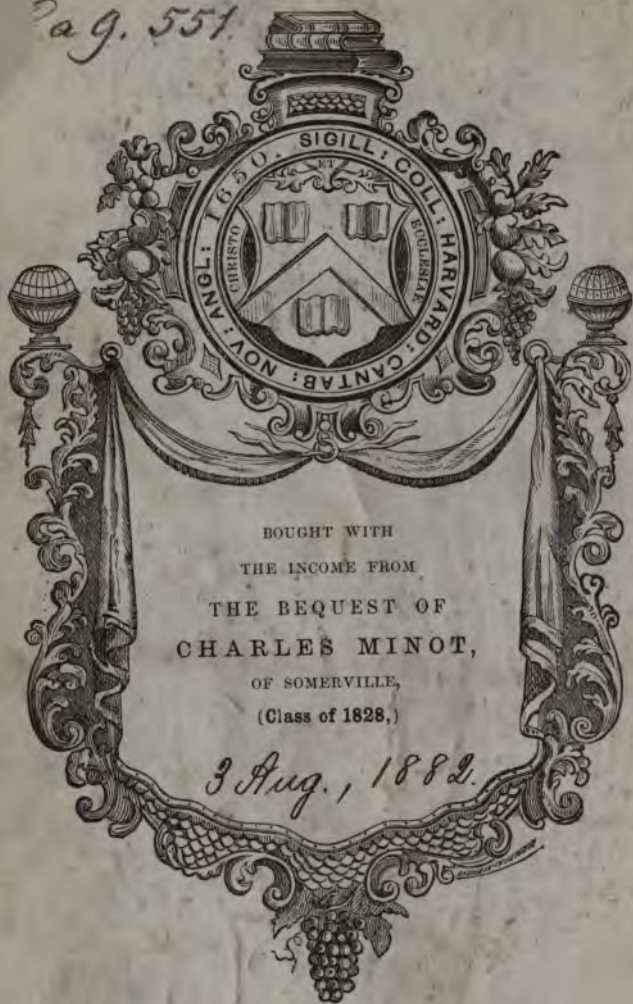 ag. 551.
SIGILL : COLL : HARVARD : CANTAB : NOV : ANGL : 1650.
CHRISTO ET ECCLESIAE
BOUGHT WITH
THE INCOME FROM
THE BEQUEST OF
CHARLES MINOT,
OF SOMERVILLE,
(Class of 1828,)
3 Aug., 1882.